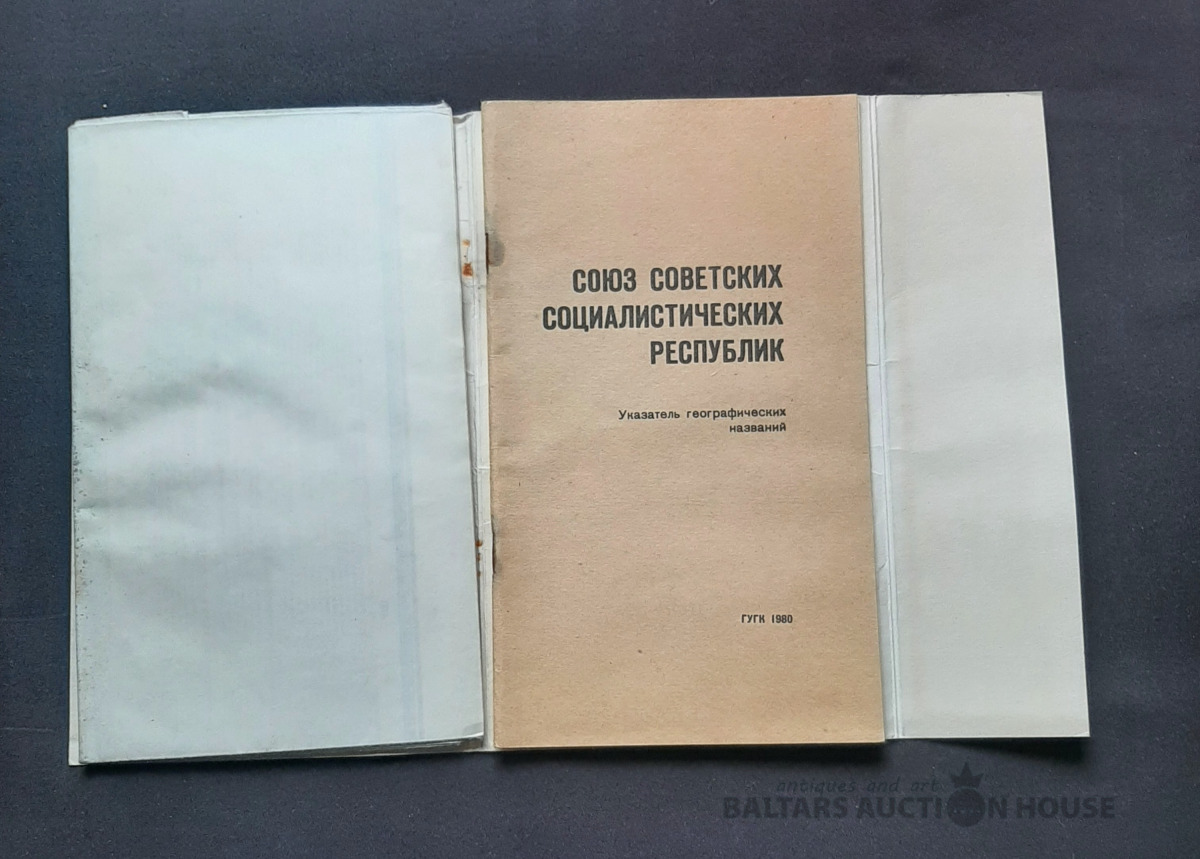 СОЮЗ СОВЕТСКИХ
СОЦИАЛИСТИЧЕСКИХ
РЕСПУБЛИК
Указатель географических
названий
ГУГК 1980
antiques and art
BALTARS AUCTION HOUSE